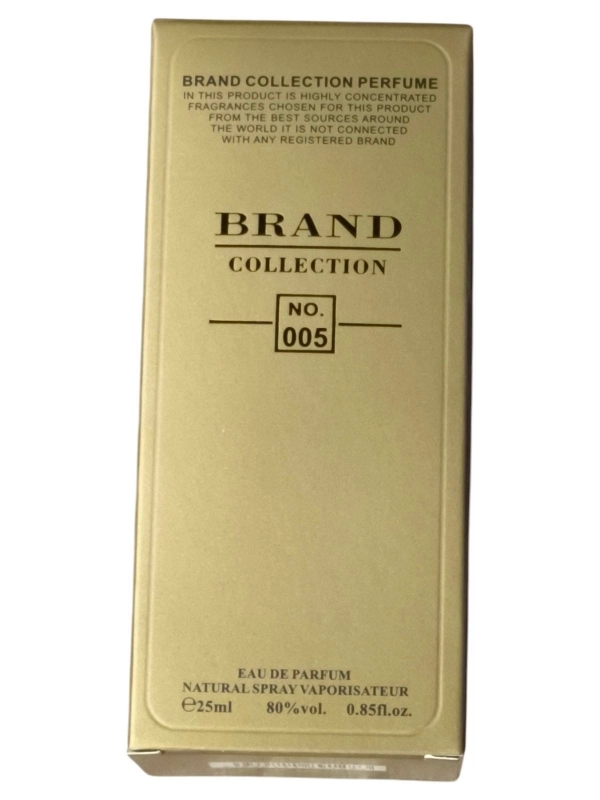 BRAND COLLECTION PERFUME
IN THIS PRODUCT IS HIGHLY CONCENTRATED
FRAGRANCES CHOSEN FOR THIS PRODUCT
FROM THE BEST SOURCES AROUND
THE WORLD IT IS NOT CONNECTED
WITH ANY REGISTERED BRAND
BRAND
COLLECTION
NO.
005
EAU DE PARFUM
NATURAL SPRAY VAPORISATEUR
℮25ml 80%vol. 0.85fl.oz.